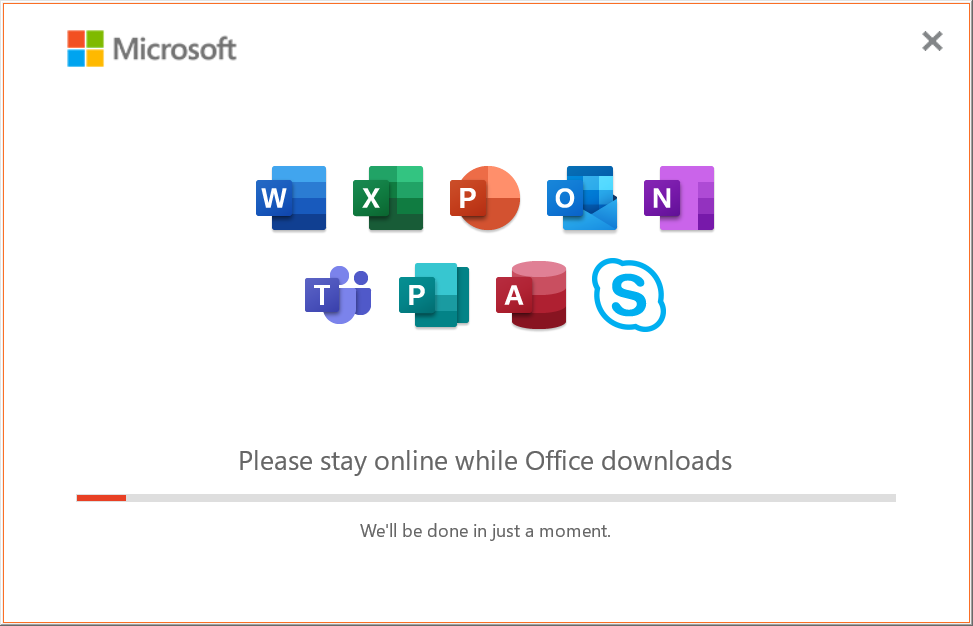 Microsoft
W X P O N
T P A S
Please stay online while Office downloads
We'll be done in just a moment.